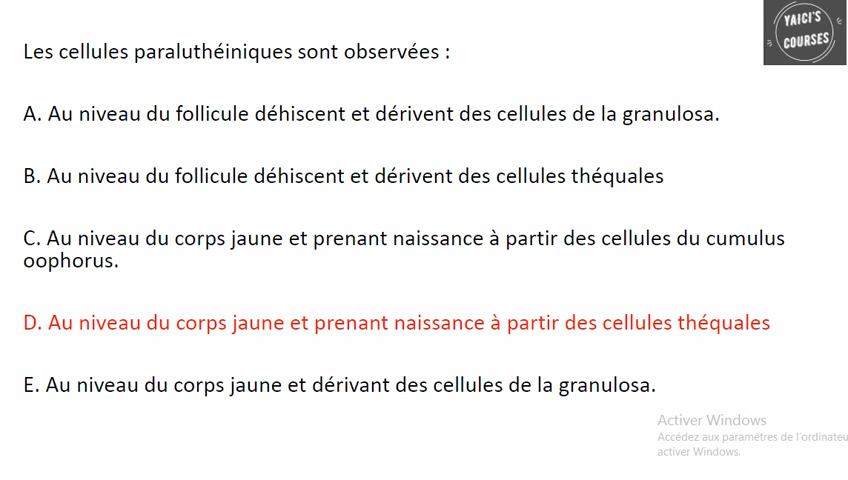 YAICI'S
COURSES
Les cellules paraluthéiniques sont observées :
A. Au niveau du follicule déhiscent et dérivent des cellules de la granulosa.
B. Au niveau du follicule déhiscent et dérivent des cellules théquales
C. Au niveau du corps jaune et prenant naissance à partir des cellules du cumulus
oophorus.
D. Au niveau du corps jaune et prenant naissance à partir des cellules théquales
E. Au niveau du corps jaune et dérivant des cellules de la granulosa.
Activer Windows
Accédez aux paramètres de l'ordinateu
activer Windows.